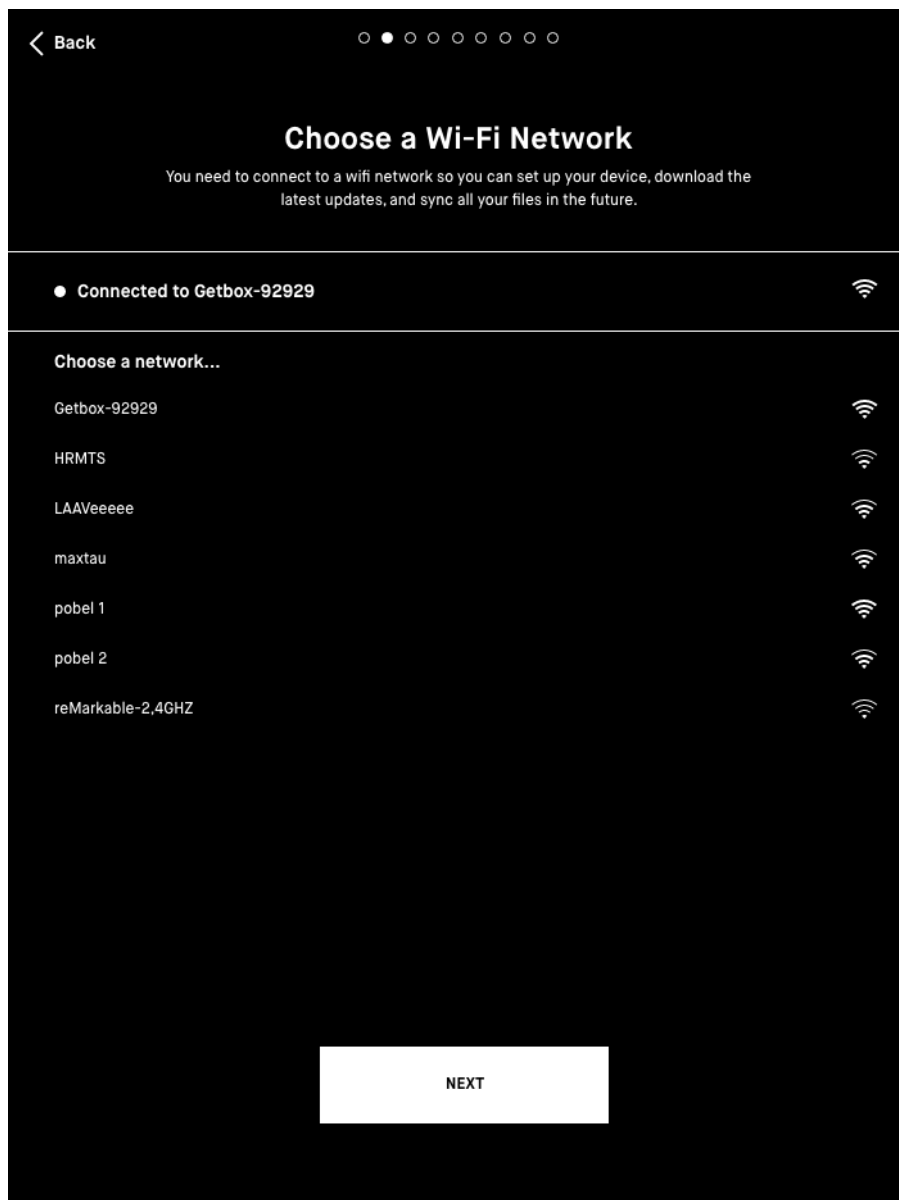 Back
Choose a Wi-Fi Network
You need to connect to a wifi network so you can set up your device, download the
latest updates, and sync all your files in the future.
Connected to Getbox-92929
Choose a network...
Getbox-92929
HRMTS
LAAVeeeee
maxtau
pobel 1
pobel 2
reMarkable-2,4GHZ
NEXT